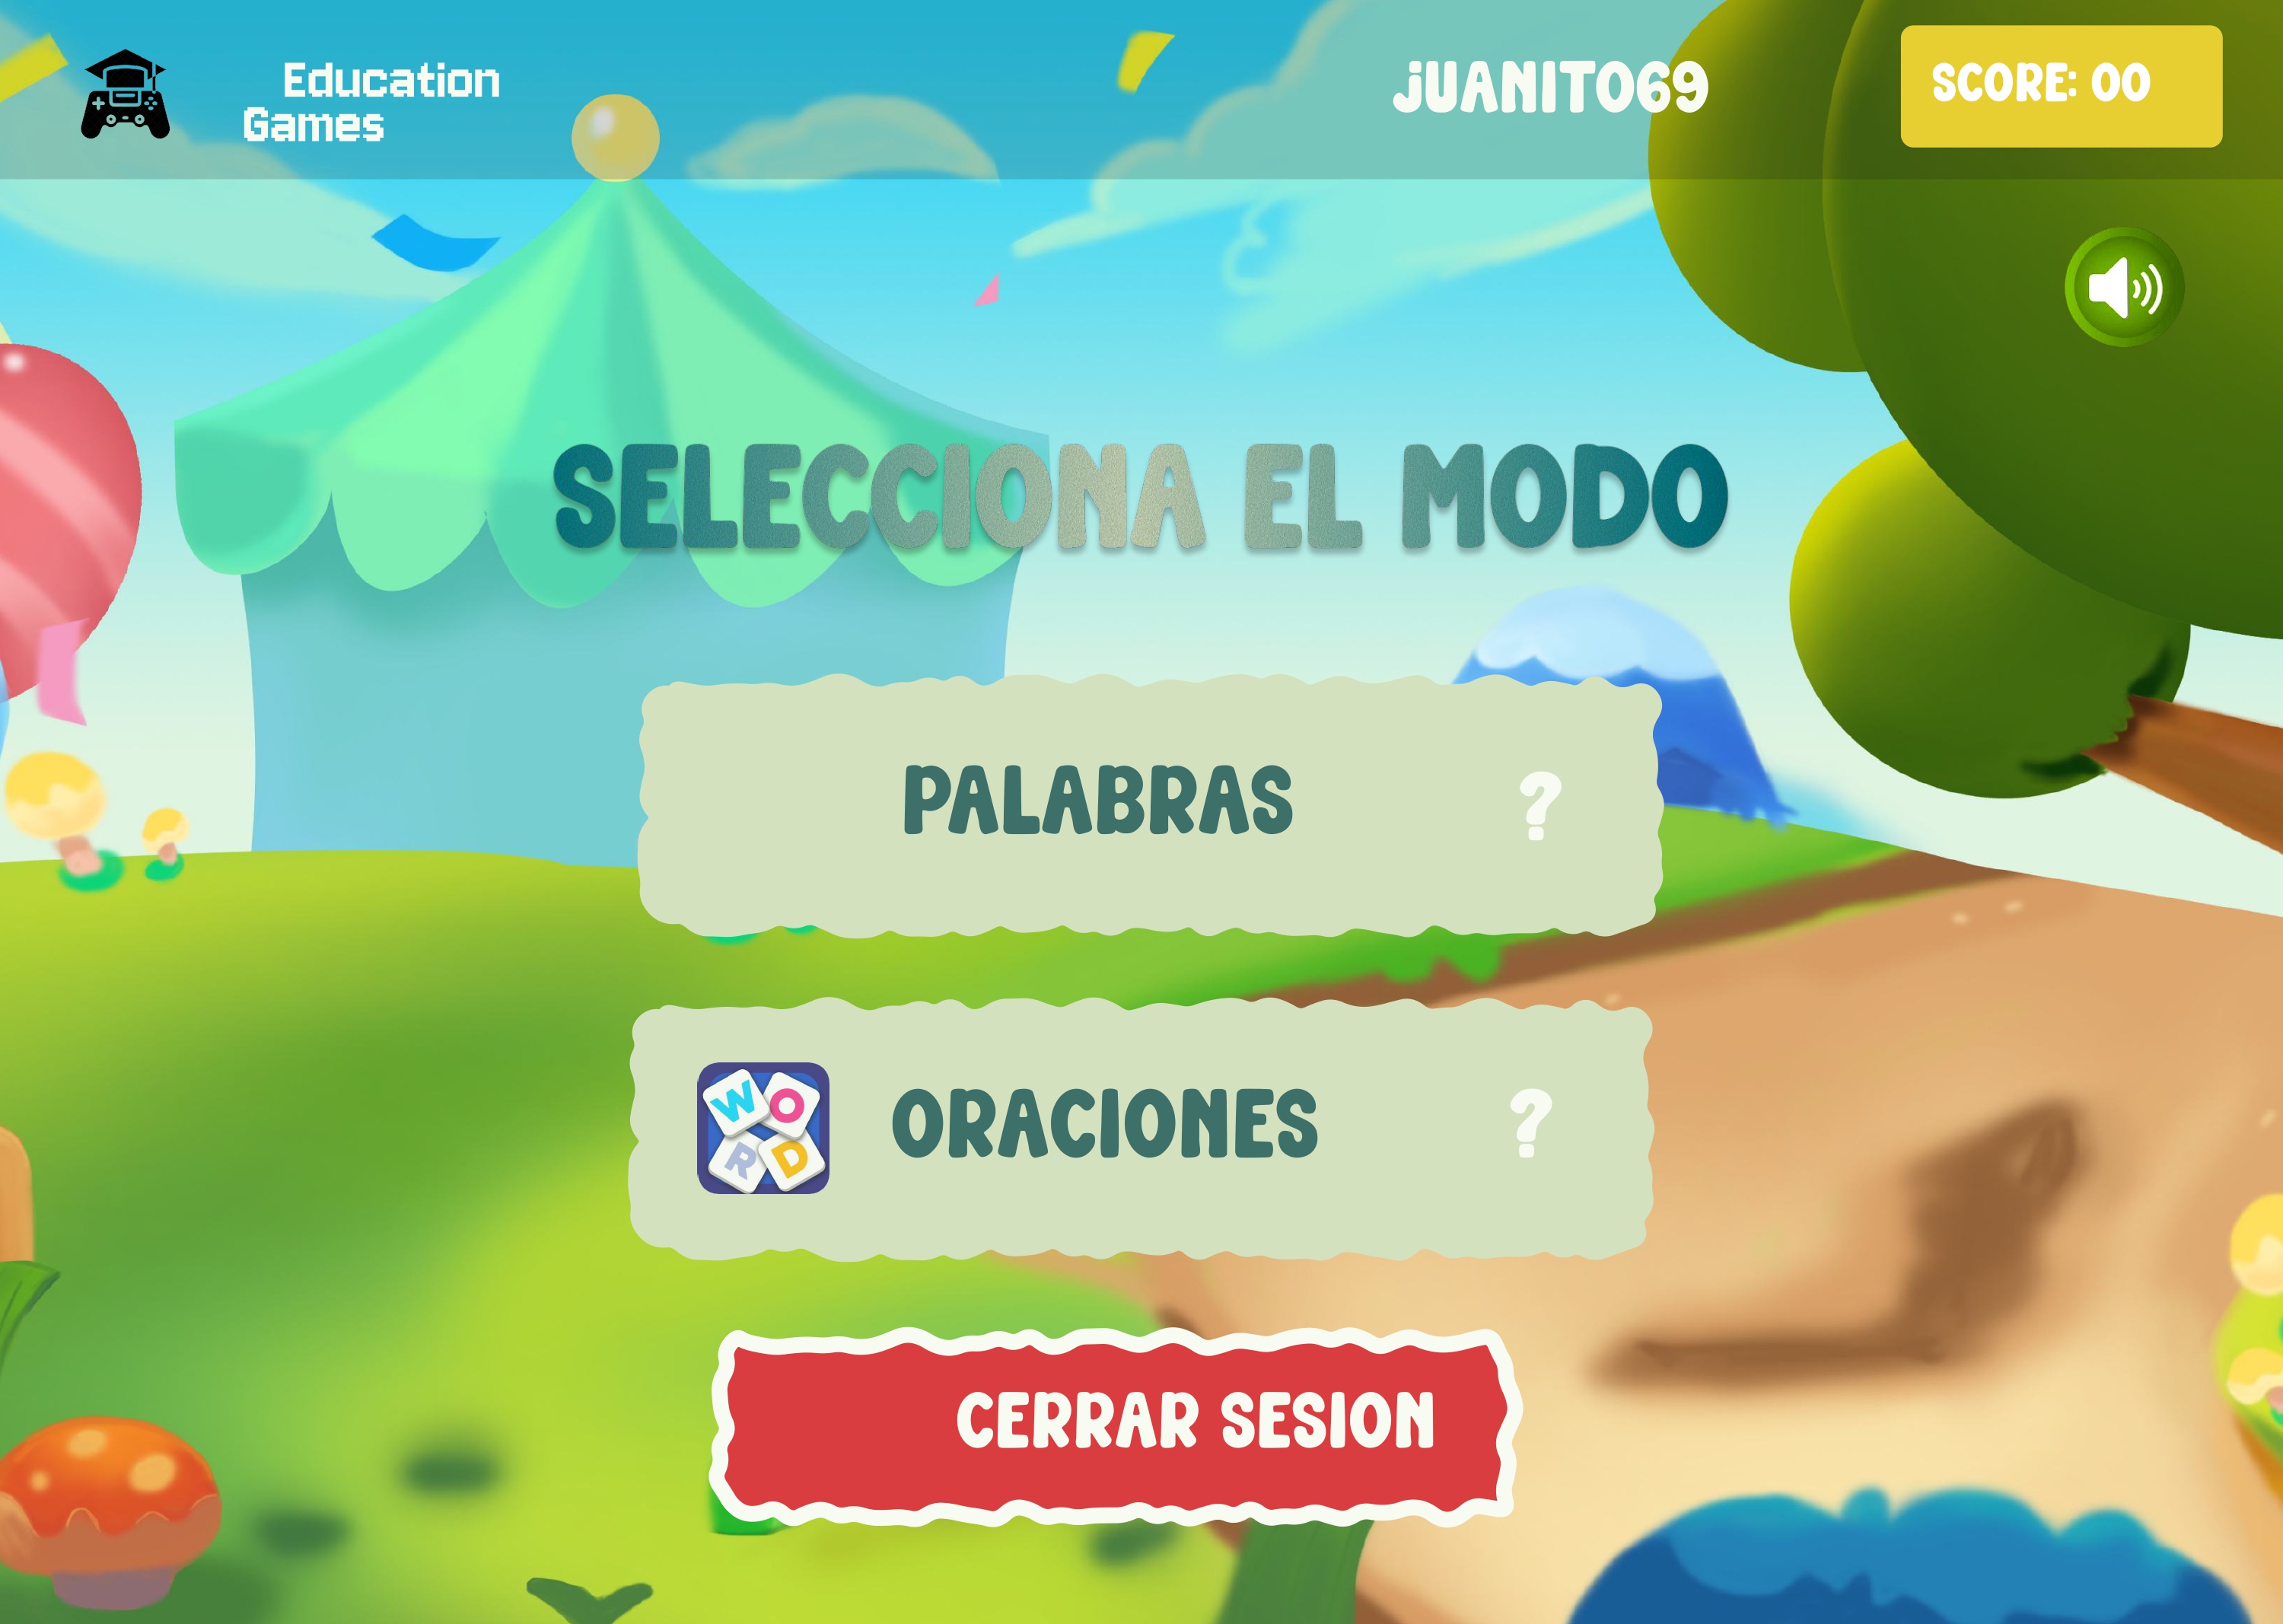 Education
Games
jUANITO69
SCORE: 00
SELECCIONA EL MODO
PALABRAS ?
W O
R D
ORACIONES ?
CERRAR SESION